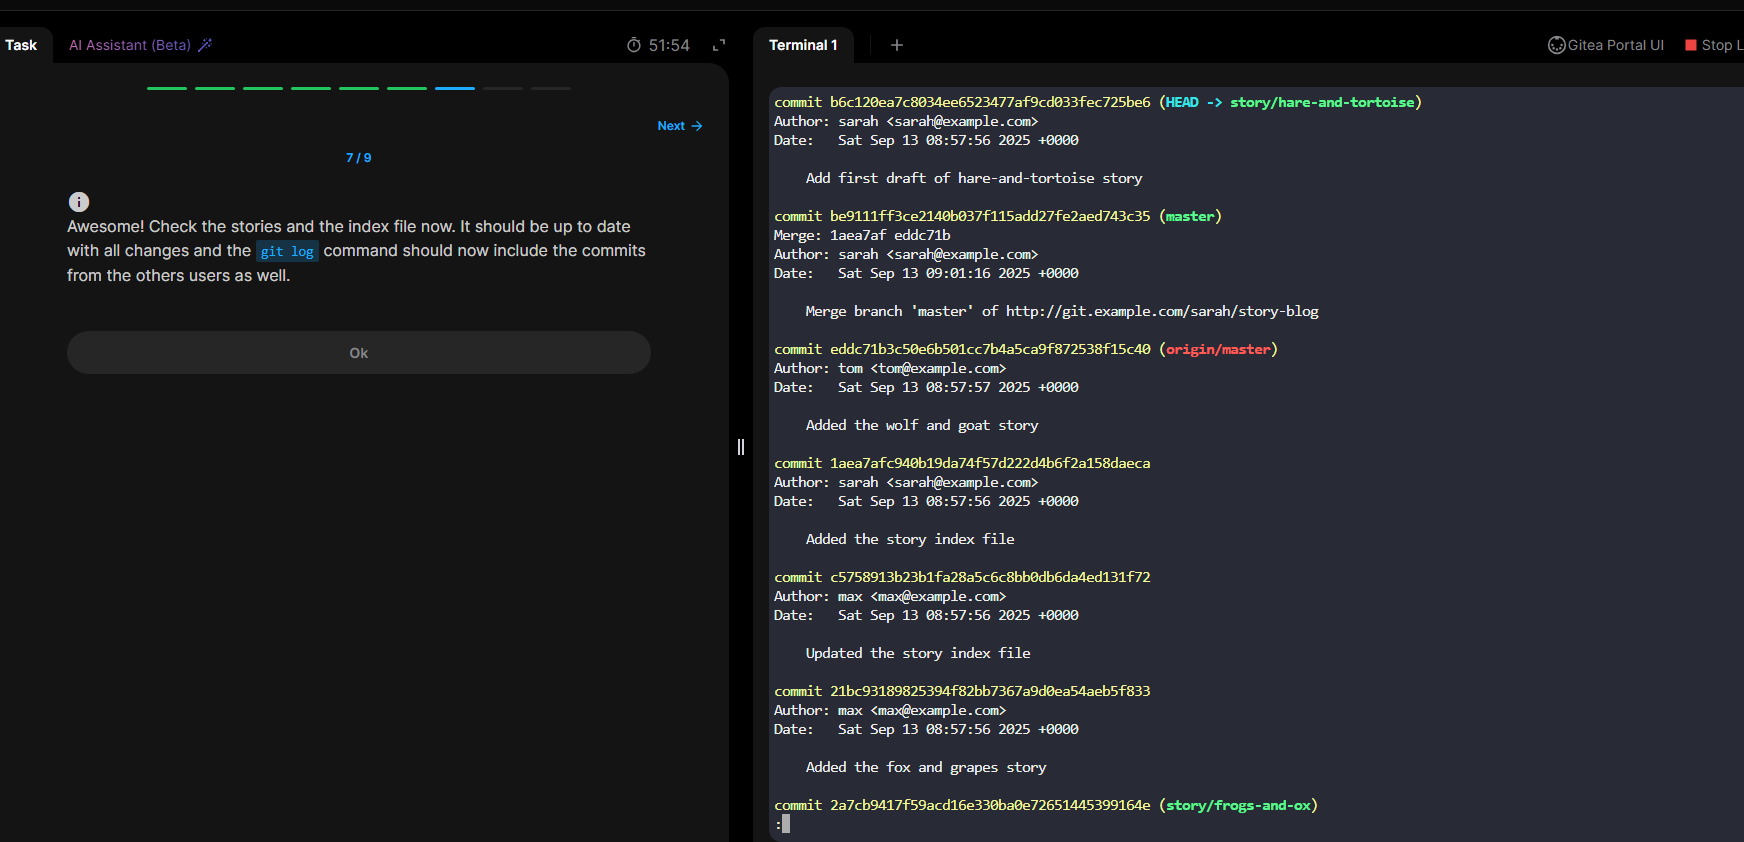 Task
AI Assistant (Beta)
51:54
Next →
7 / 9
Awesome! Check the stories and the index file now. It should be up to date
with all changes and the git log command should now include the commits
from the others users as well.
Ok
Terminal 1
+
Gitea Portal UI
Stop L
commit b6c120ea7c8034ee6523477af9cd033fec725be6 (HEAD -> story/hare-and-tortoise)
Author: sarah <sarah@example.com>
Date:   Sat Sep 13 08:57:56 2025 +0000
Add first draft of hare-and-tortoise story
commit be9111ff3ce2140b037f115add27fe2aed743c35 (master)
Merge: 1aea7af eddc71b
Author: sarah <sarah@example.com>
Date:   Sat Sep 13 09:01:16 2025 +0000
Merge branch 'master' of http://git.example.com/sarah/story-blog
commit eddc71b3c50e6b501cc7b4a5ca9f872538f15c40 (origin/master)
Author: tom <tom@example.com>
Date:   Sat Sep 13 08:57:57 2025 +0000
Added the wolf and goat story
commit 1aea7afc940b19da74f57d222d4b6f2a158daeca
Author: sarah <sarah@example.com>
Date:   Sat Sep 13 08:57:56 2025 +0000
Added the story index file
commit c5758913b23b1fa28a5c6c8bb0db6da4ed131f72
Author: max <max@example.com>
Date:   Sat Sep 13 08:57:56 2025 +0000
Updated the story index file
commit 21bc93189825394f82bb7367a9d0ea54aeb5f833
Author: max <max@example.com>
Date:   Sat Sep 13 08:57:56 2025 +0000
Added the fox and grapes story
commit 2a7cb9417f59acd16e330ba0e72651445399164e (story/frogs-and-ox)
: